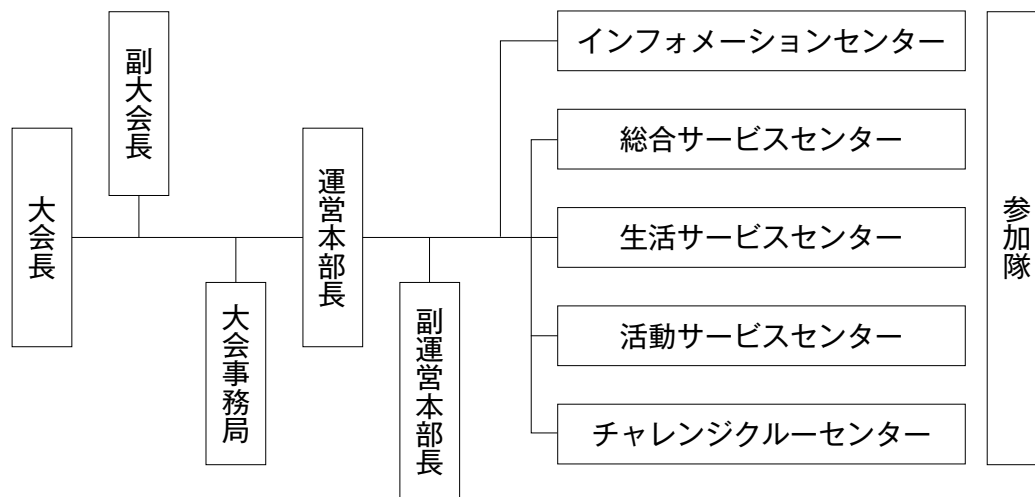 大会長
副大会長
大会事務局
運営本部長
副運営本部長
インフォメーションセンター
総合サービスセンター
生活サービスセンター
活動サービスセンター
チャレンジクルーセンター
参加隊